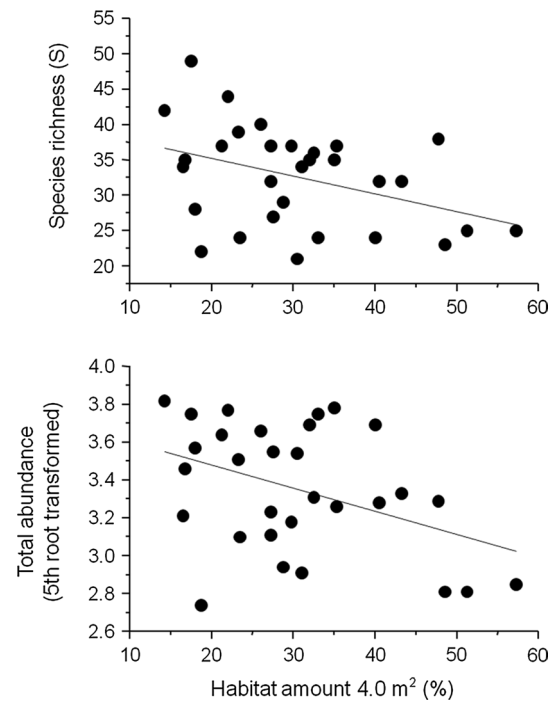 Species richness (S)
55
50
45
40
35
30
25
20
10 20 30 40 50 60
Total abundance
(5th root transformed)
4.0
3.8
3.6
3.4
3.2
3.0
2.8
2.6
10 20 30 40 50 60
Habitat amount 4.0 m² (%)